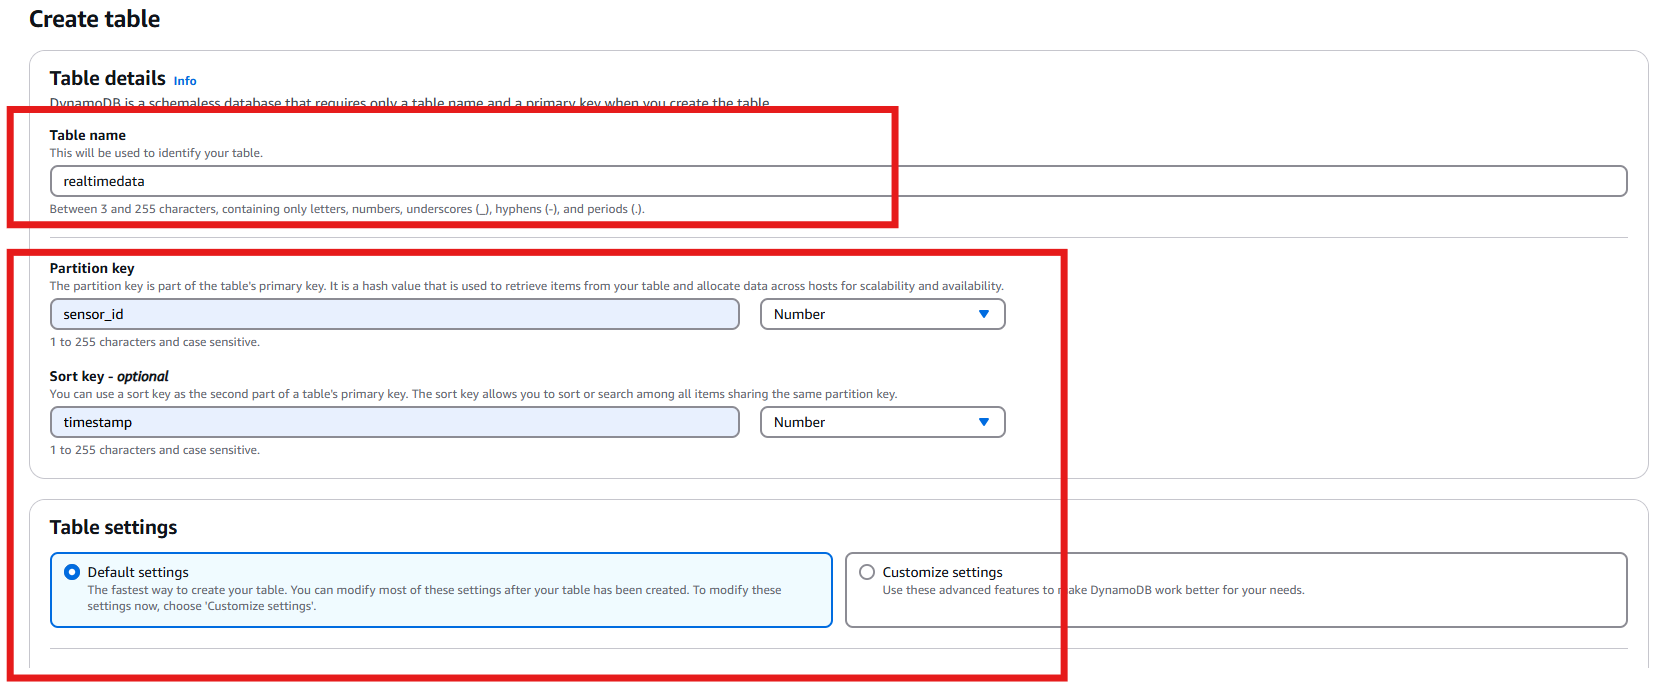 Create table
Table details Info
DynamoDB is a schemaless database that requires only a table name and a primary key when you create the table.
Table name
This will be used to identify your table.
realtimedata
Between 3 and 255 characters, containing only letters, numbers, underscores (_), hyphens (-), and periods (.).
Partition key
The partition key is part of the table's primary key. It is a hash value that is used to retrieve items from your table and allocate data across hosts for scalability and availability.
sensor_id Number
1 to 255 characters and case sensitive.
Sort key - optional
You can use a sort key as the second part of a table's primary key. The sort key allows you to sort or search among all items sharing the same partition key.
timestamp Number
1 to 255 characters and case sensitive.
Table settings
Default settings
The fastest way to create your table. You can modify most of these settings after your table has been created. To modify these
settings now, choose 'Customize settings'.
Customize settings
Use these advanced features to make DynamoDB work better for your needs.